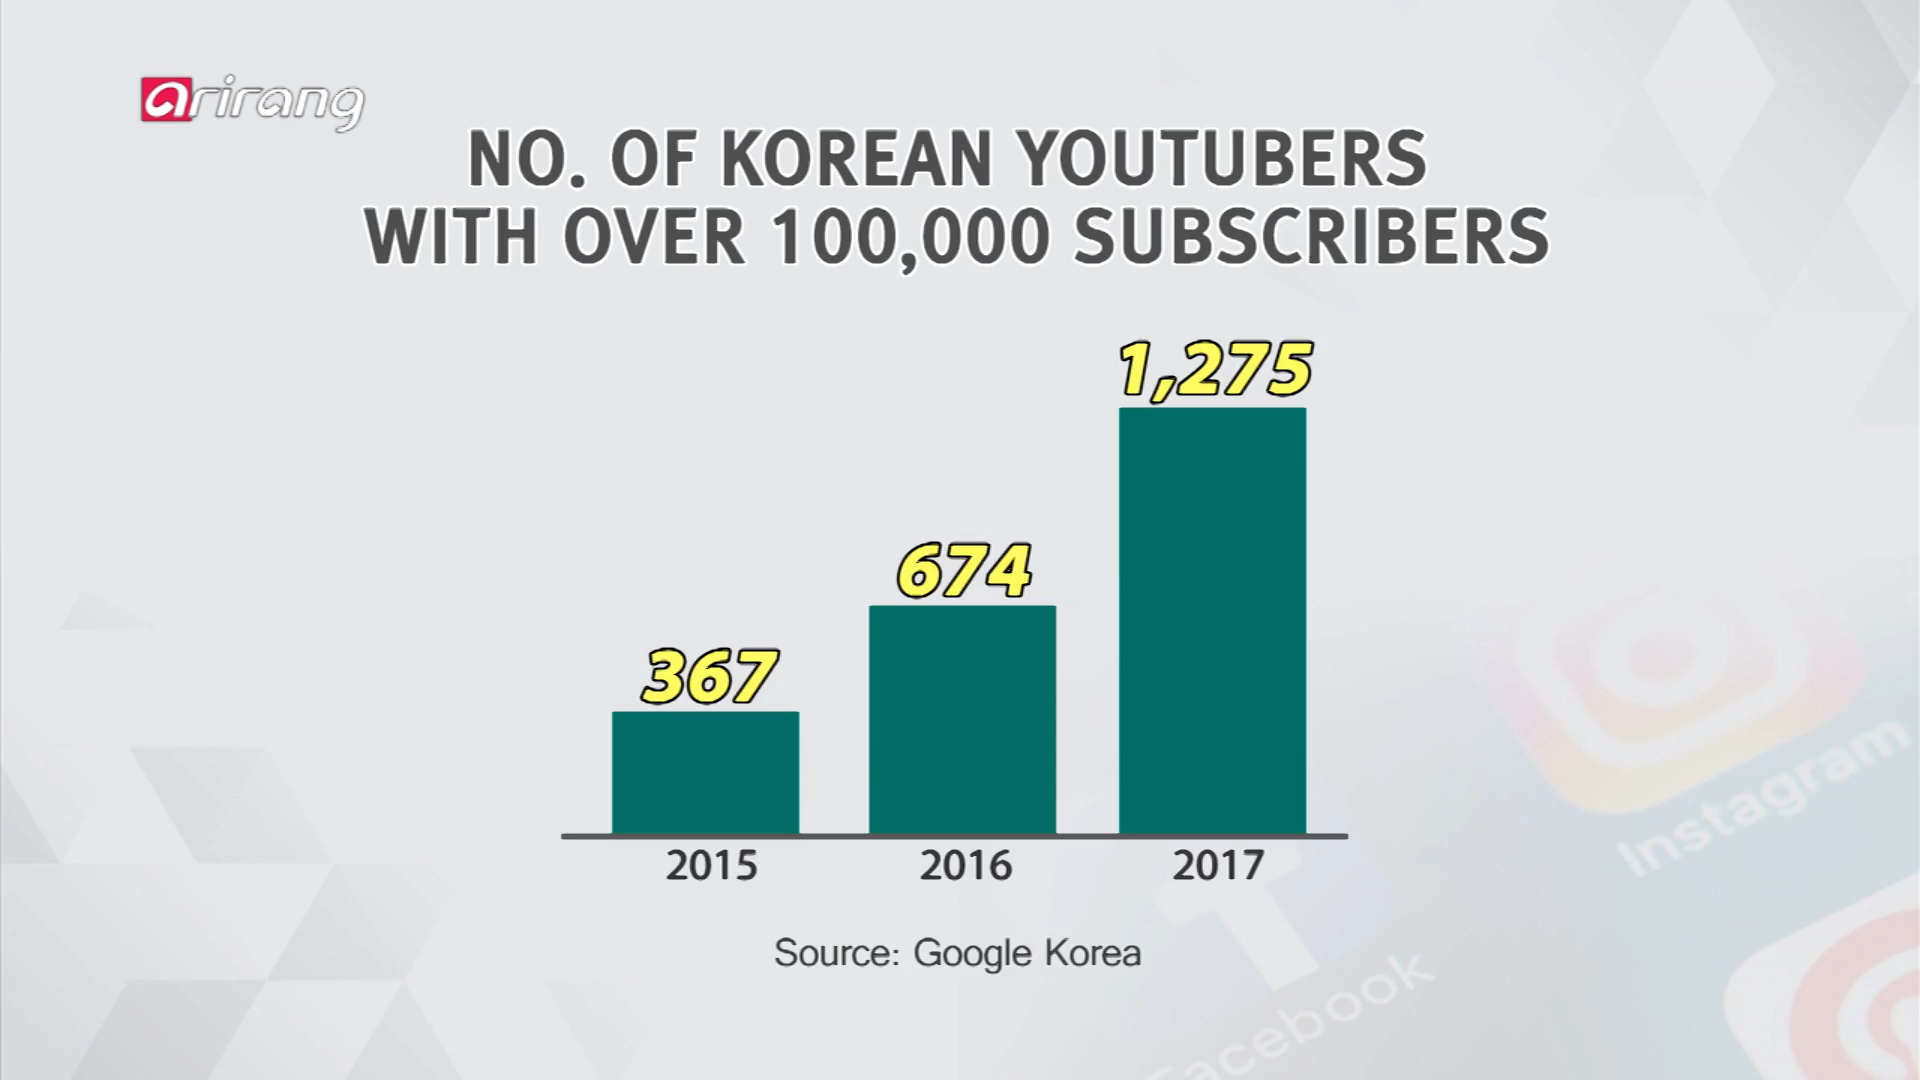 arirang
NO. OF KOREAN YOUTUBERS
WITH OVER 100,000 SUBSCRIBERS
1,275
674
367
2015 2016 2017
Source: Google Korea
Instagram
Facebook